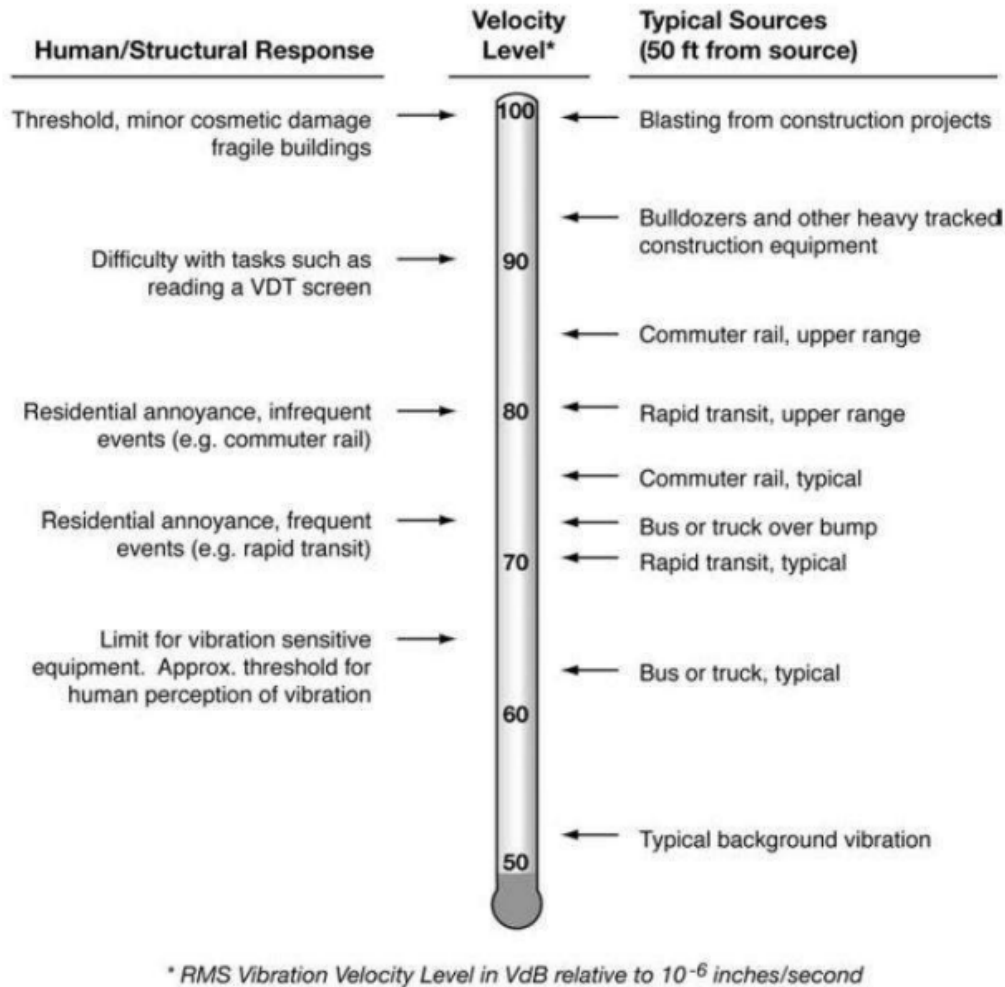 Human/Structural Response
Velocity
Level*
Typical Sources
(50 ft from source)
Threshold, minor cosmetic damage
fragile buildings
100
Blasting from construction projects
Bulldozers and other heavy tracked
construction equipment
Difficulty with tasks such as
reading a VDT screen
90
Commuter rail, upper range
Residential annoyance, infrequent
events (e.g. commuter rail)
80
Rapid transit, upper range
Commuter rail, typical
Residential annoyance, frequent
events (e.g. rapid transit)
Bus or truck over bump
70
Rapid transit, typical
Limit for vibration sensitive
equipment. Approx. threshold for
human perception of vibration
Bus or truck, typical
60
Typical background vibration
50
* RMS Vibration Velocity Level in VdB relative to 10-6 inches/second